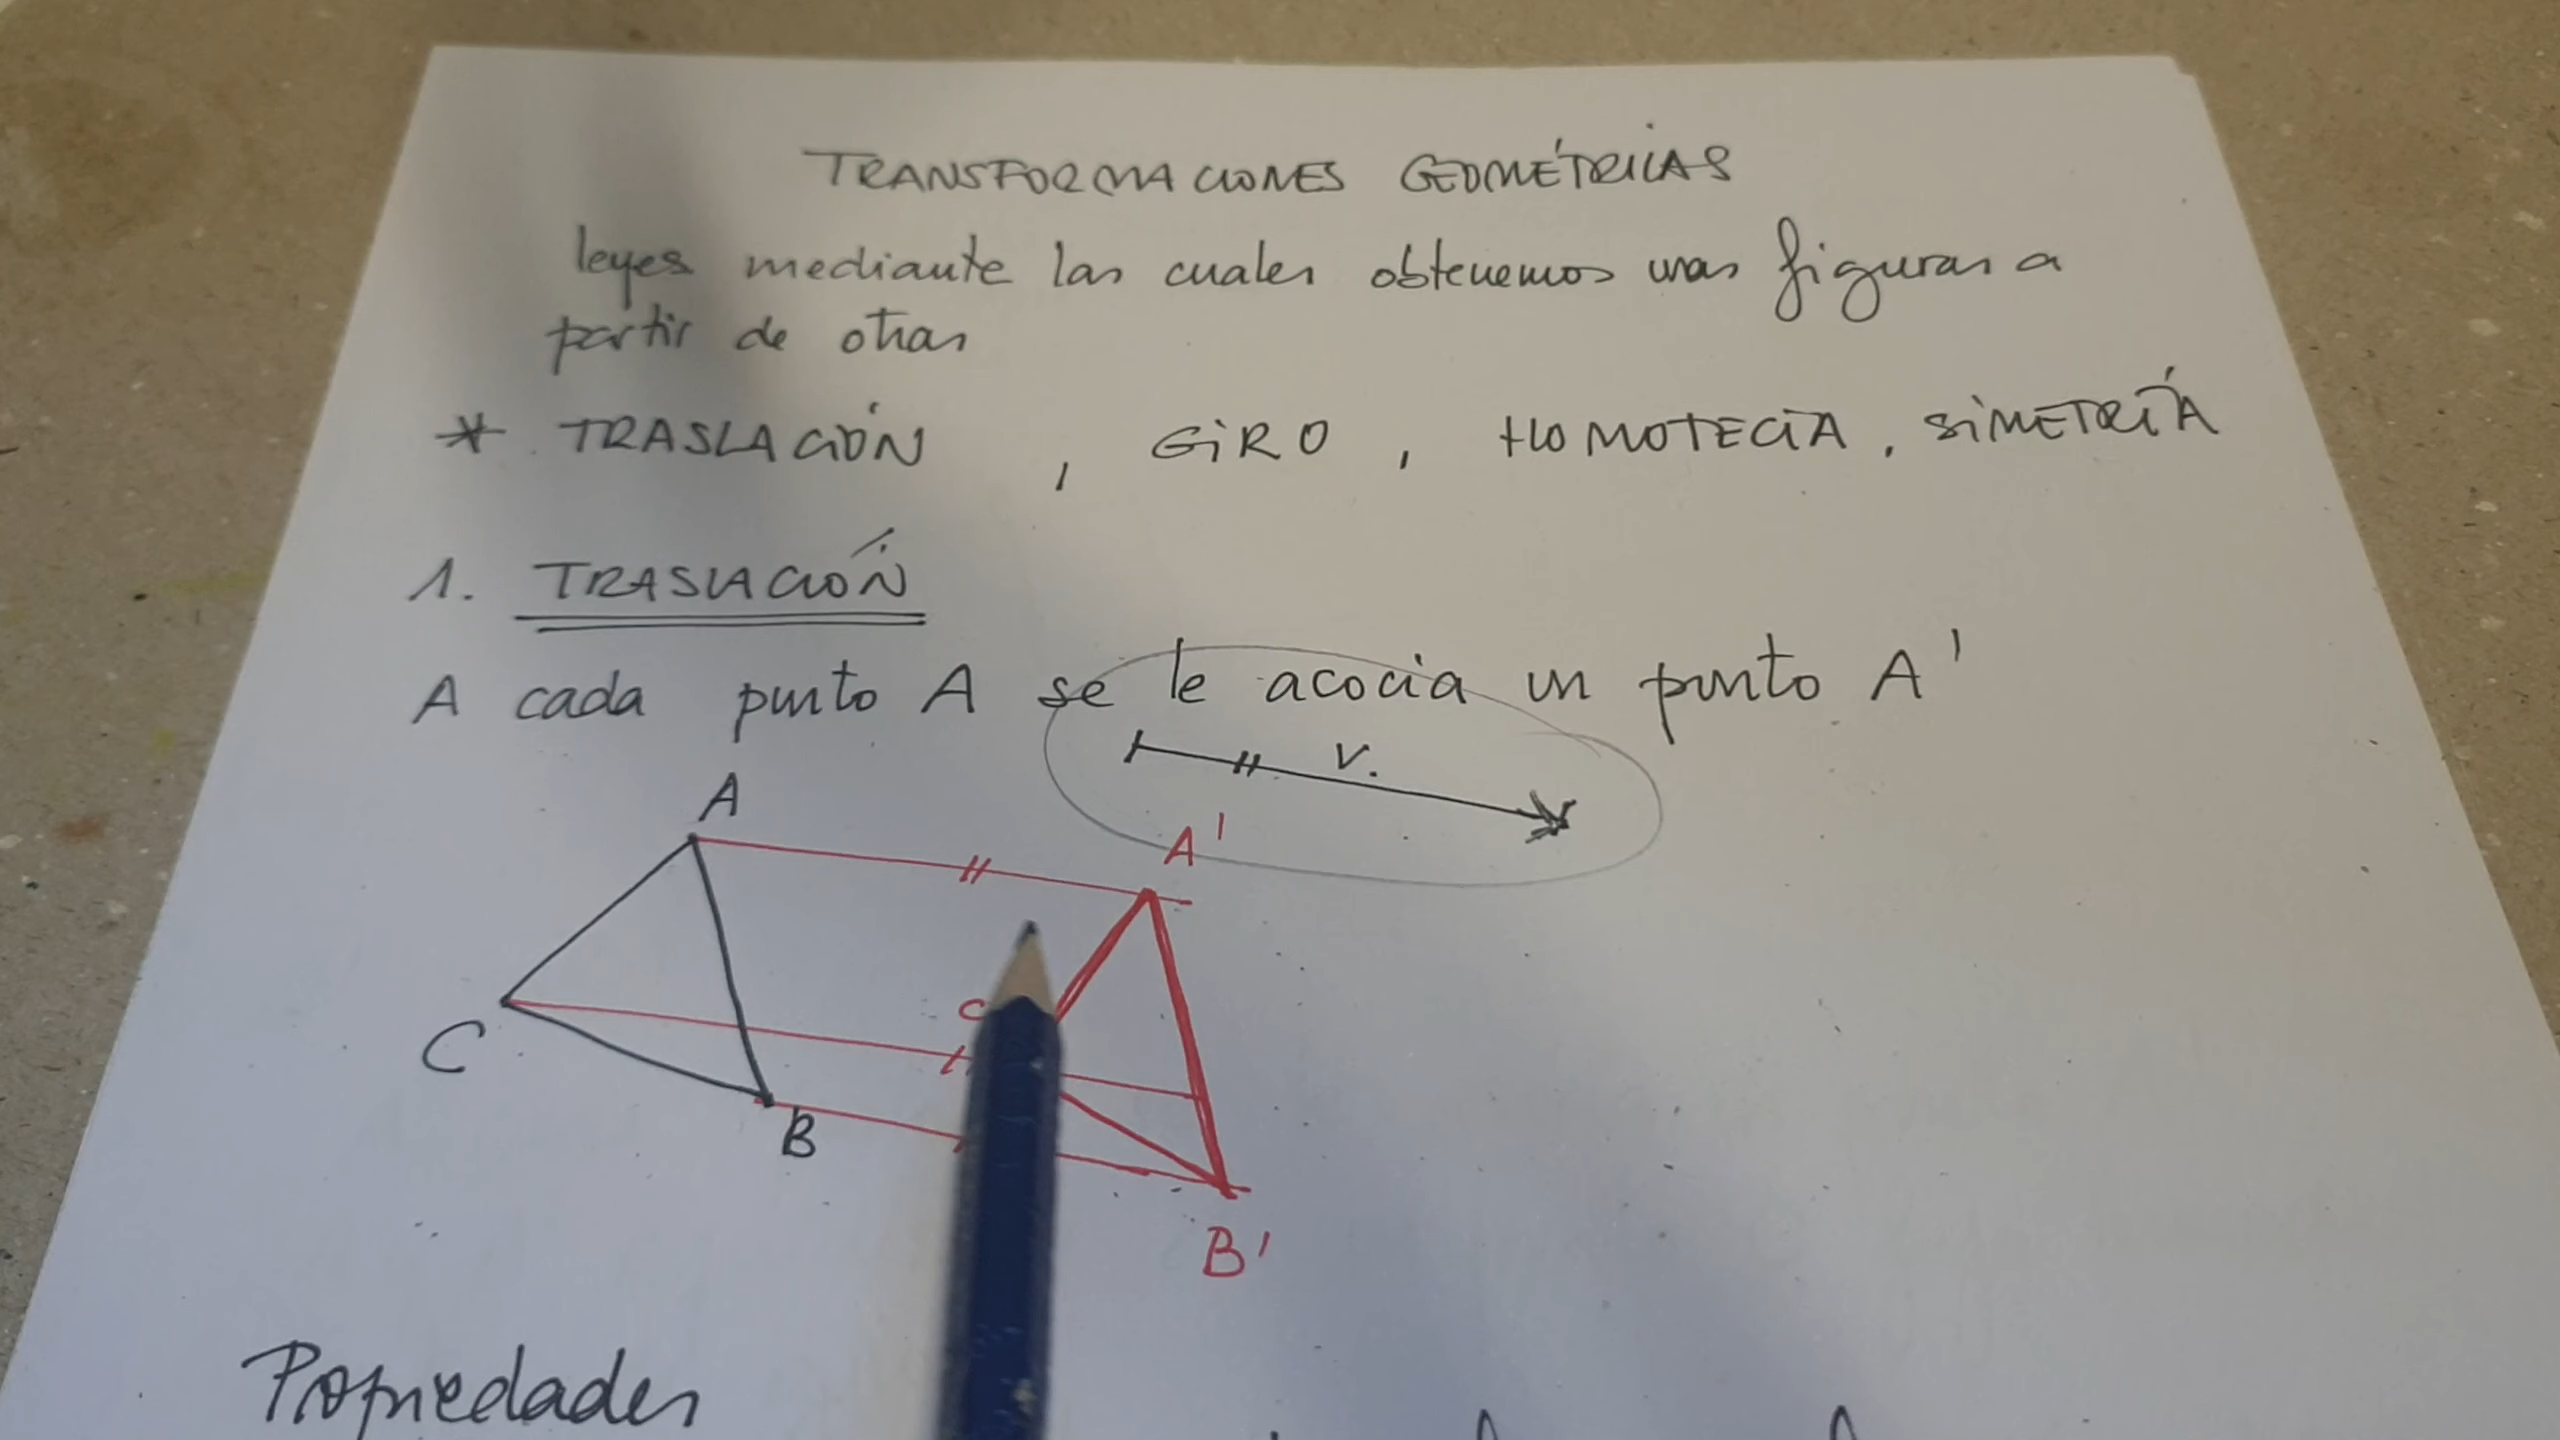 TRANSFORMACIONES GEOMÉTRICAS
leyes mediante las cuales obtenemos unas figuras a
partir de otras
* TRASLACIÓN , GIRO , HOMOTECIA , SIMETRÍA
1. TRASLACIÓN
A cada punto A se le acocia un punto A'
V.
A
A'
C
C
B
B'
Propiedades